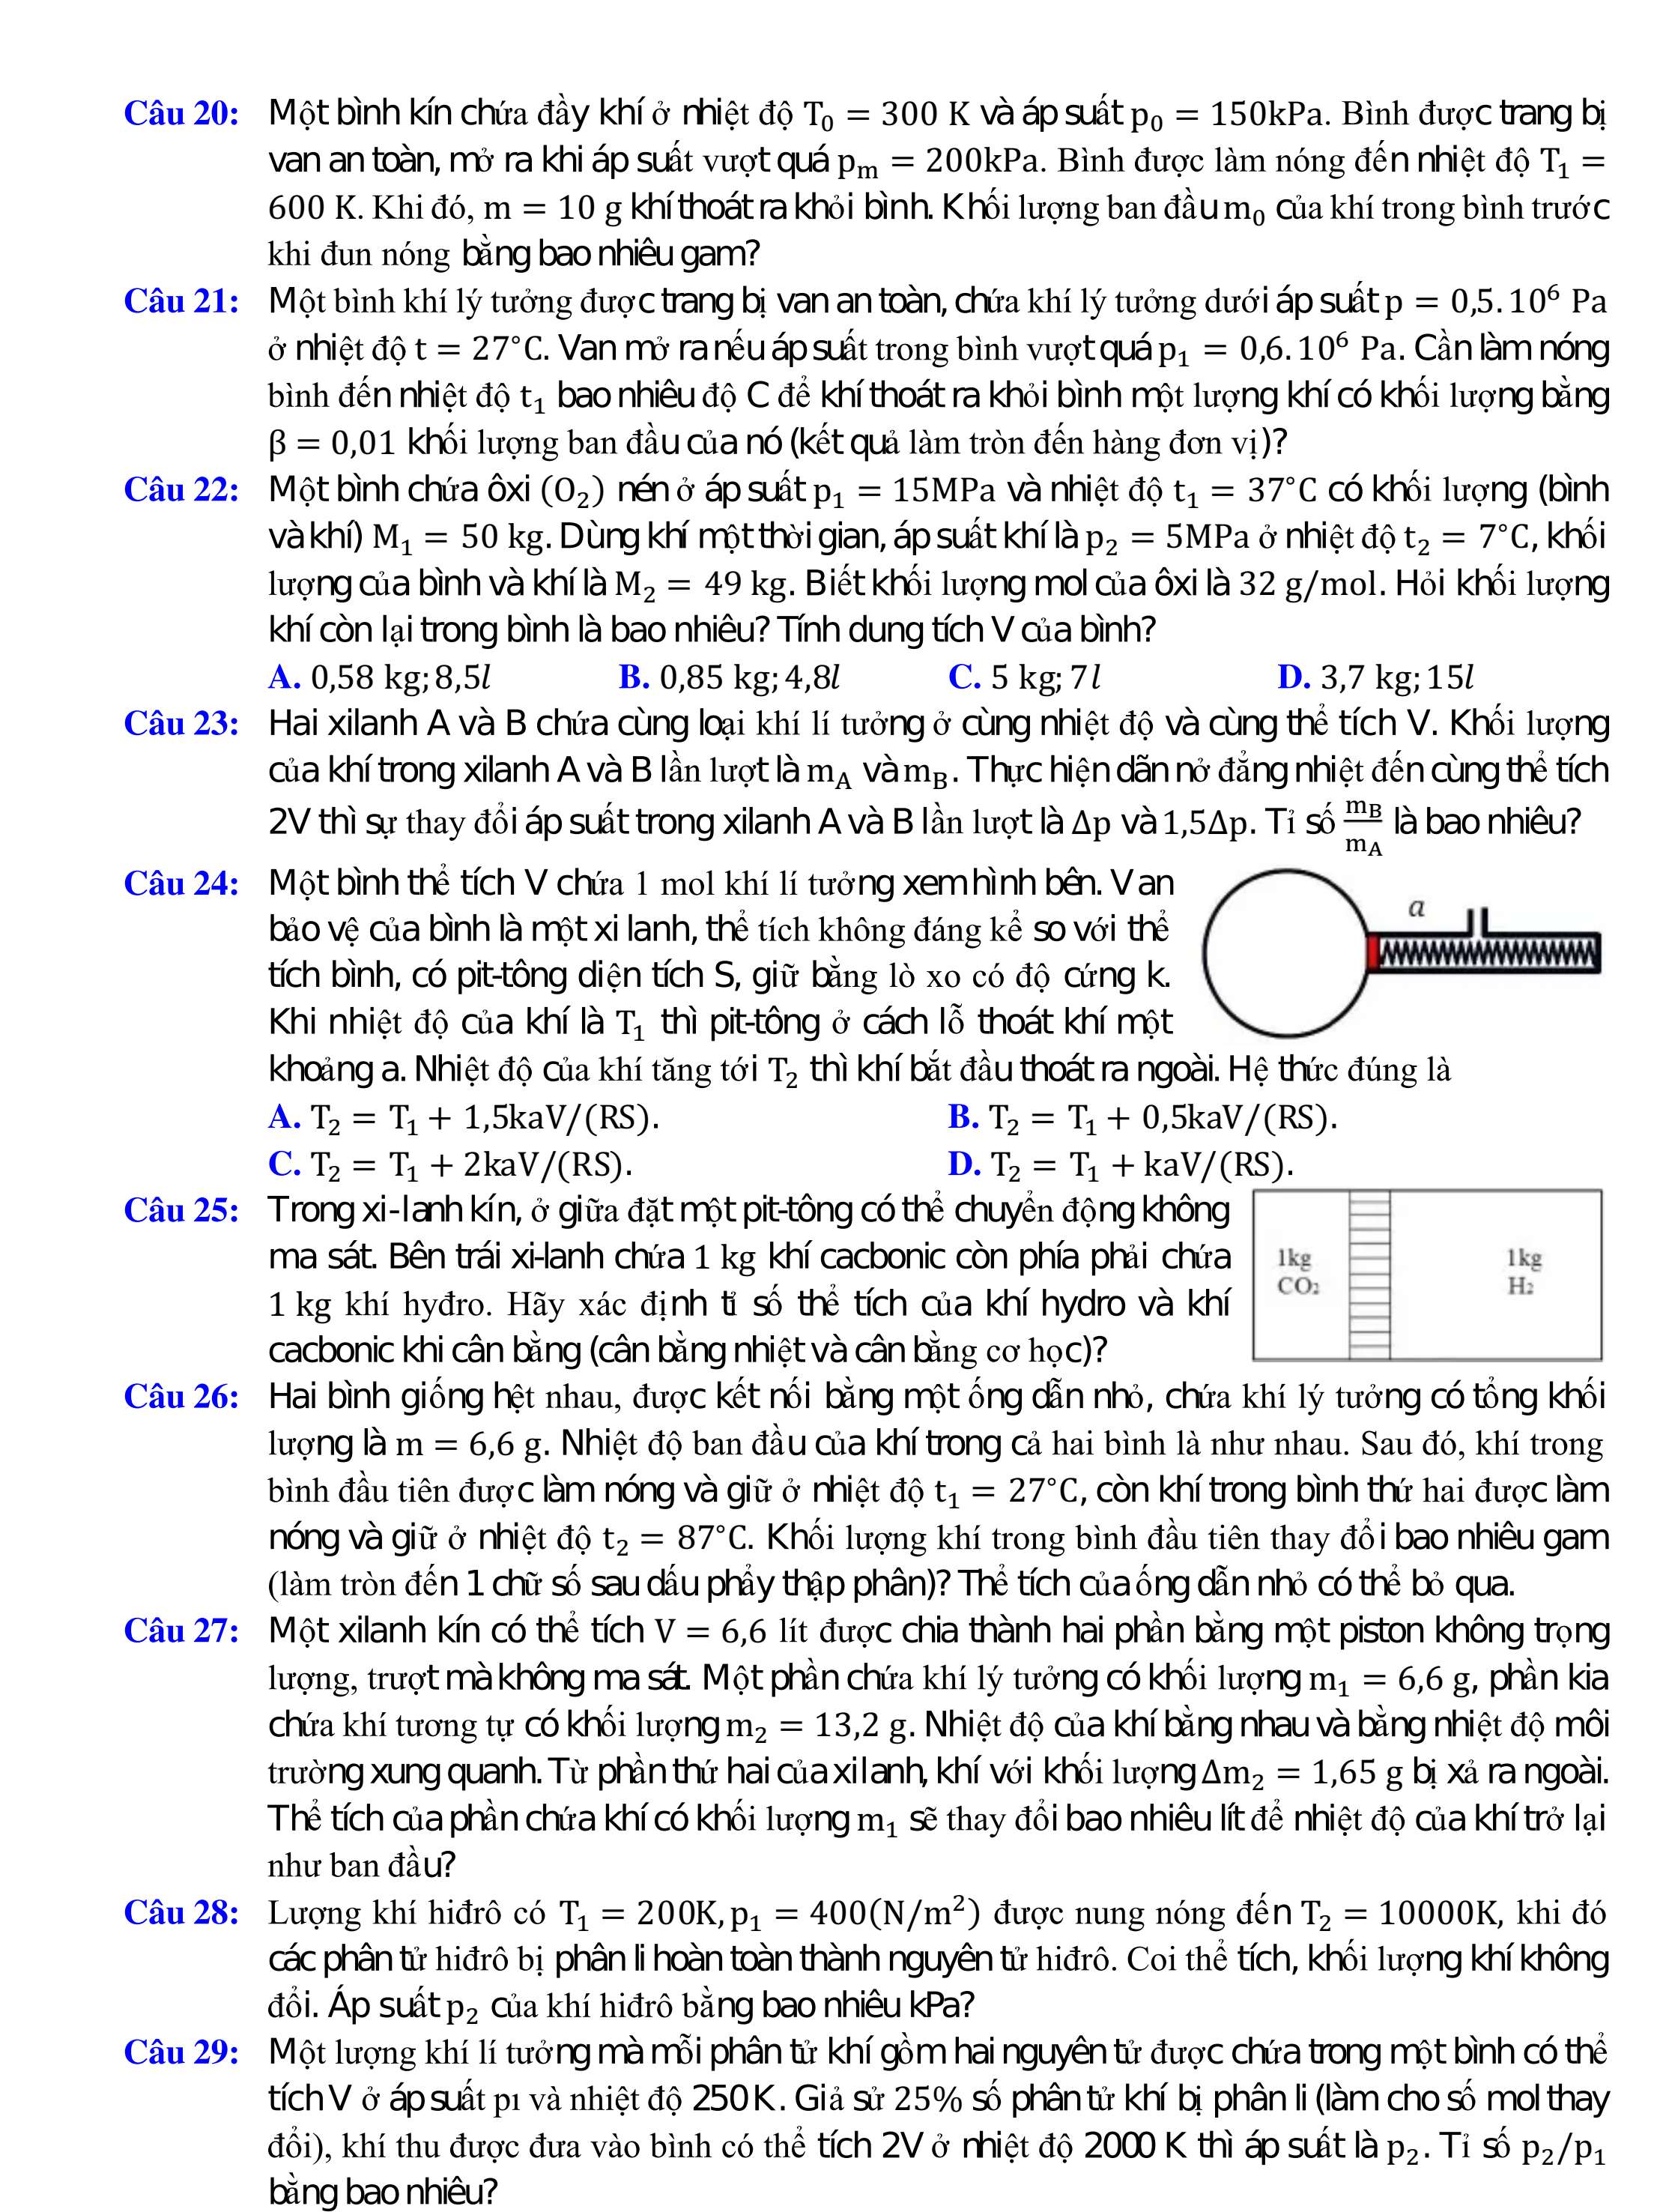 Câu 20: Một bình kín chứa đầy khí ở nhiệt độ T₀ = 300 K và áp suất p₀ = 150kPa. Bình được trang bị
van an toàn, mở ra khi áp suất vượt quá pₘ = 200kPa. Bình được làm nóng đến nhiệt độ T₁ =
600 K. Khi đó, m = 10 g khí thoát ra khỏi bình. Khối lượng ban đầu m₀ của khí trong bình trước
khi đun nóng bằng bao nhiêu gam?
Câu 21: Một bình khí lý tưởng được trang bị van an toàn, chứa khí lý tưởng dưới áp suất p = 0,5. 10⁶ Pa
ở nhiệt độ t = 27°C. Van mở ra nếu áp suất trong bình vượt quá p₁ = 0,6. 10⁶ Pa. Cần làm nóng
bình đến nhiệt độ t₁ bao nhiêu độ C để khí thoát ra khỏi bình một lượng khí có khối lượng bằng
β = 0,01 khối lượng ban đầu của nó (kết quả làm tròn đến hàng đơn vị)?
Câu 22: Một bình chứa ôxi (O₂) nén ở áp suất p₁ = 15MPa và nhiệt độ t₁ = 37°C có khối lượng (bình
và khí) M₁ = 50 kg. Dùng khí một thời gian, áp suất khí là p₂ = 5MPa ở nhiệt độ t₂ = 7°C, khối
lượng của bình và khí là M₂ = 49 kg. Biết khối lượng mol của ôxi là 32 g/mol. Hỏi khối lượng
khí còn lại trong bình là bao nhiêu? Tính dung tích V của bình?
A. 0,58 kg; 8,5l B. 0,85 kg; 4,8l C. 5 kg; 7l D. 3,7 kg; 15l
Câu 23: Hai xilanh A và B chứa cùng loại khí lí tưởng ở cùng nhiệt độ và cùng thể tích V. Khối lượng
của khí trong xilanh A và B lần lượt là m_A và m_B. Thực hiện dãn nở đẳng nhiệt đến cùng thể tích
2V thì sự thay đổi áp suất trong xilanh A và B lần lượt là Δp và 1,5Δp. Tỉ số m_B/m_A là bao nhiêu?
Câu 24: Một bình thể tích V chứa 1 mol khí lí tưởng xem hình bên. Van
bảo vệ của bình là một xi lanh, thể tích không đáng kể so với thể
tích bình, có pit-tông diện tích S, giữ bằng lò xo có độ cứng k.
Khi nhiệt độ của khí là T₁ thì pit-tông ở cách lỗ thoát khí một
khoảng a. Nhiệt độ của khí tăng tới T₂ thì khí bắt đầu thoát ra ngoài. Hệ thức đúng là
a
A. T₂ = T₁ + 1,5kaV/(RS). B. T₂ = T₁ + 0,5kaV/(RS).
C. T₂ = T₁ + 2kaV/(RS). D. T₂ = T₁ + kaV/(RS).
Câu 25: Trong xi-lanh kín, ở giữa đặt một pit-tông có thể chuyển động không
ma sát. Bên trái xi-lanh chứa 1 kg khí cacbonic còn phía phải chứa
1 kg khí hyđro. Hãy xác định tỉ số thể tích của khí hydro và khí
cacbonic khi cân bằng (cân bằng nhiệt và cân bằng cơ học)?
1kg 1kg
CO₂ H₂
Câu 26: Hai bình giống hệt nhau, được kết nối bằng một ống dẫn nhỏ, chứa khí lý tưởng có tổng khối
lượng là m = 6,6 g. Nhiệt độ ban đầu của khí trong cả hai bình là như nhau. Sau đó, khí trong
bình đầu tiên được làm nóng và giữ ở nhiệt độ t₁ = 27°C, còn khí trong bình thứ hai được làm
nóng và giữ ở nhiệt độ t₂ = 87°C. Khối lượng khí trong bình đầu tiên thay đổi bao nhiêu gam
(làm tròn đến 1 chữ số sau dấu phẩy thập phân)? Thể tích của ống dẫn nhỏ có thể bỏ qua.
Câu 27: Một xilanh kín có thể tích V = 6,6 lít được chia thành hai phần bằng một piston không trọng
lượng, trượt mà không ma sát. Một phần chứa khí lý tưởng có khối lượng m₁ = 6,6 g, phần kia
chứa khí tương tự có khối lượng m₂ = 13,2 g. Nhiệt độ của khí bằng nhau và bằng nhiệt độ môi
trường xung quanh. Từ phần thứ hai của xilanh, khí với khối lượng Δm₂ = 1,65 g bị xả ra ngoài.
Thể tích của phần chứa khí có khối lượng m₁ sẽ thay đổi bao nhiêu lít để nhiệt độ của khí trở lại
như ban đầu?
Câu 28: Lượng khí hiđrô có T₁ = 200K, p₁ = 400(N/m²) được nung nóng đến T₂ = 10000K, khi đó
các phân tử hiđrô bị phân li hoàn toàn thành nguyên tử hiđrô. Coi thể tích, khối lượng khí không
đổi. Áp suất p₂ của khí hiđrô bằng bao nhiêu kPa?
Câu 29: Một lượng khí lí tưởng mà mỗi phân tử khí gồm hai nguyên tử được chứa trong một bình có thể
tích V ở áp suất p₁ và nhiệt độ 250 K. Giả sử 25% số phân tử khí bị phân li (làm cho số mol thay
đổi), khí thu được đưa vào bình có thể tích 2V ở nhiệt độ 2000 K thì áp suất là p₂. Tỉ số p₂/p₁
bằng bao nhiêu?